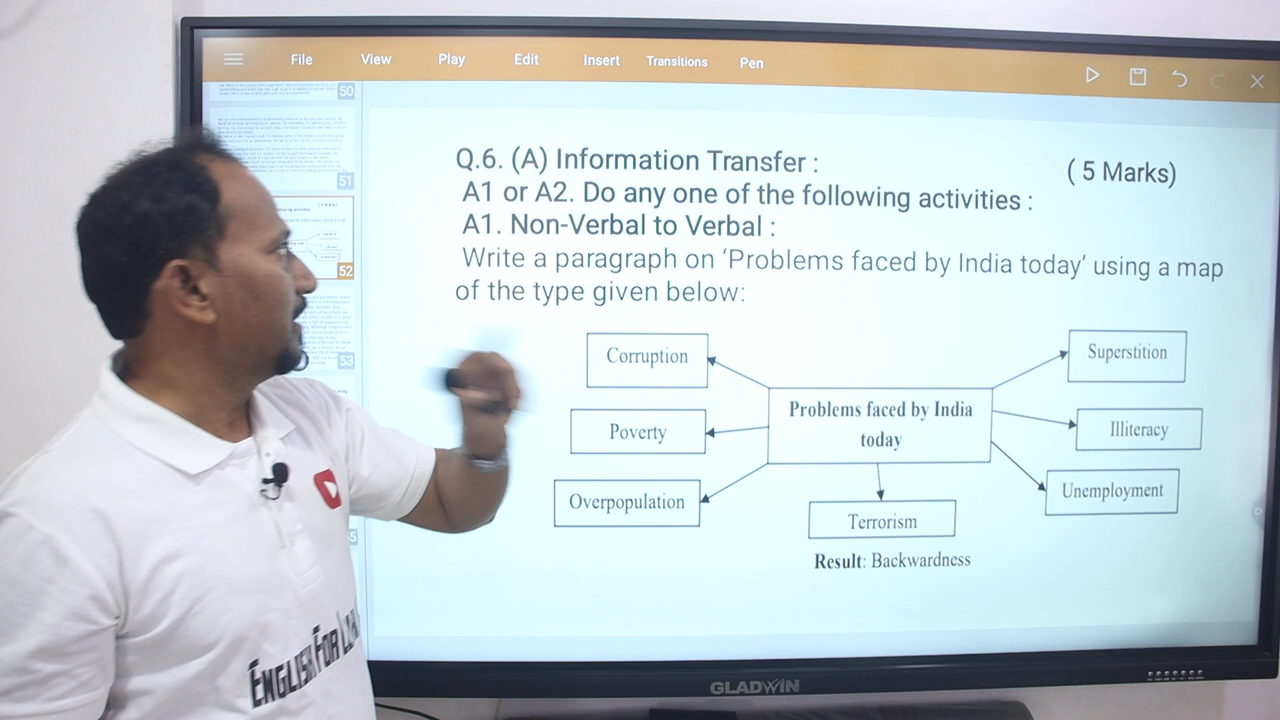 File View Play Edit Insert Transitions Pen
50
51
52
53
Q.6. (A) Information Transfer :
( 5 Marks)
A1 or A2. Do any one of the following activities :
A1. Non-Verbal to Verbal :
Write a paragraph on ‘Problems faced by India today’ using a map
of the type given below:
Corruption
Superstition
Problems faced by India
today
Poverty
Illiteracy
Overpopulation
Unemployment
Terrorism
Result: Backwardness
ENGLISH FOR
GLADWIN